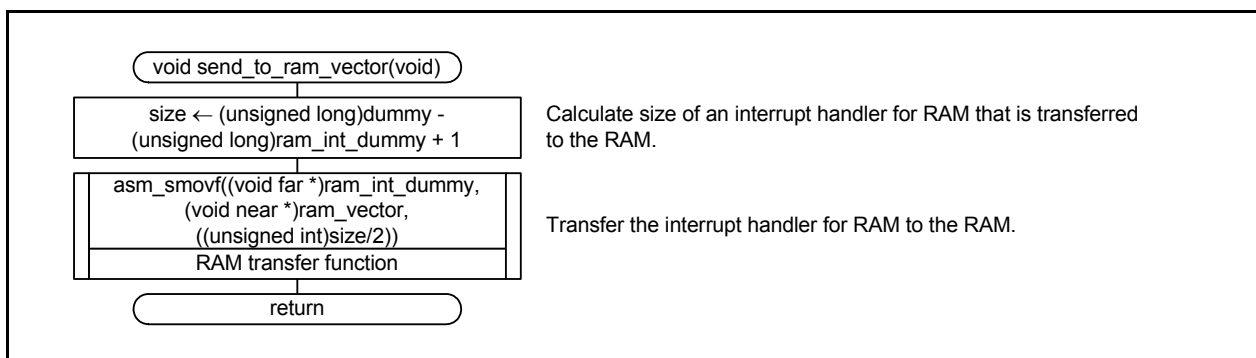 void send_to_ram_vector(void)
size ← (unsigned long)dummy -
(unsigned long)ram_int_dummy + 1
Calculate size of an interrupt handler for RAM that is transferred
to the RAM.
asm_smovf((void far *)ram_int_dummy,
(void near *)ram_vector,
((unsigned int)size/2))
Transfer the interrupt handler for RAM to the RAM.
RAM transfer function
return